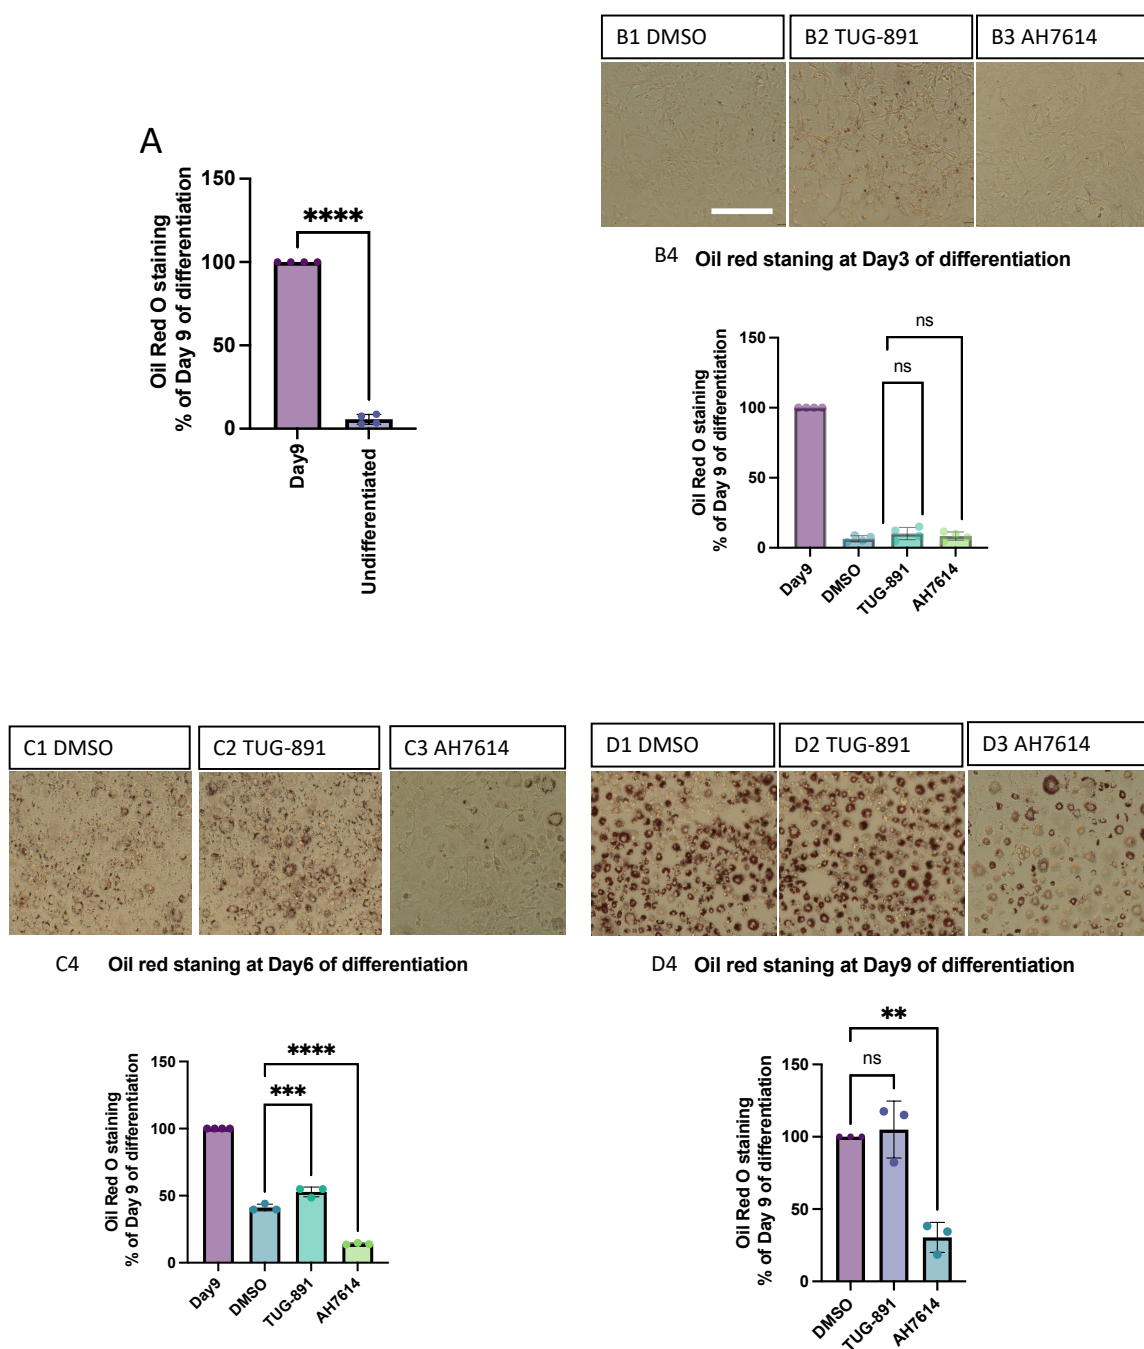 A
150
100
50
0
Oil Red O staining
% of Day 9 of differentiation
****
Day9
Undifferentiated
B1 DMSO
B2 TUG-891
B3 AH7614
B4 Oil red staning at Day3 of differentiation
150
100
50
0
Oil Red O staining
% of Day 9 of differentiation
ns
ns
Day9
DMSO
TUG-891
AH7614
C1 DMSO
C2 TUG-891
C3 AH7614
C4 Oil red staning at Day6 of differentiation
150
100
50
0
Oil Red O staining
% of Day 9 of differentiation
****
***
Day9
DMSO
TUG-891
AH7614
D1 DMSO
D2 TUG-891
D3 AH7614
D4 Oil red staning at Day9 of differentiation
150
100
50
0
Oil Red O staining
% of Day 9 of differentiation
**
ns
DMSO
TUG-891
AH7614